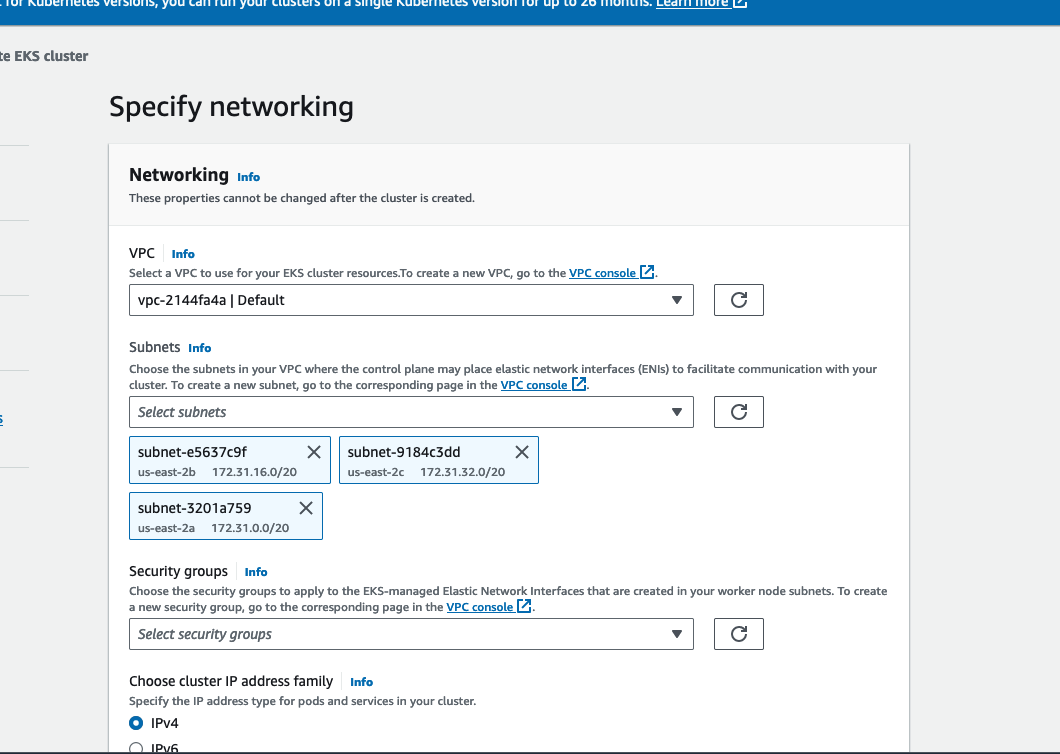 for Kubernetes versions, you can run your clusters on a single Kubernetes version for up to 26 months. Learn more
te EKS cluster
Specify networking
Networking Info
These properties cannot be changed after the cluster is created.
VPC Info
Select a VPC to use for your EKS cluster resources.To create a new VPC, go to the VPC console.
vpc-2144fa4a | Default
Subnets Info
Choose the subnets in your VPC where the control plane may place elastic network interfaces (ENIs) to facilitate communication with your
cluster. To create a new subnet, go to the corresponding page in the VPC console.
Select subnets
subnet-e5637c9f subnet-9184c3dd
us-east-2b 172.31.16.0/20 us-east-2c 172.31.32.0/20
subnet-3201a759
us-east-2a 172.31.0.0/20
Security groups Info
Choose the security groups to apply to the EKS-managed Elastic Network Interfaces that are created in your worker node subnets. To create
a new security group, go to the corresponding page in the VPC console.
s
Select security groups
Choose cluster IP address family Info
Specify the IP address type for pods and services in your cluster.
IPv4
IPv6